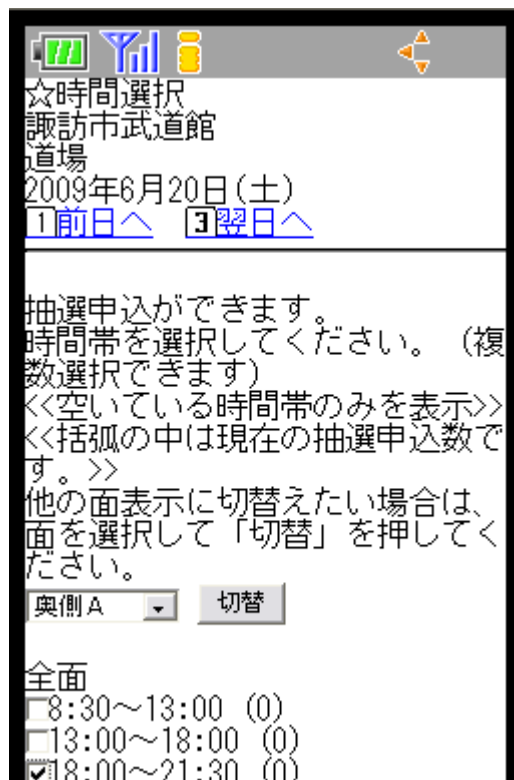 ☆時間選択
諏訪市武道館
道場
2009年6月20日(土)
1前日へ 3翌日へ
抽選申込ができます。
時間帯を選択してください。 (複
数選択できます)
<<空いている時間帯のみを表示>>
<<括弧の中は現在の抽選申込数で
す。>>
他の面表示に切替えたい場合は、
面を選択して「切替」を押してく
ださい。
奥側A 切替
全面
8:30～13:00 (0)
13:00～18:00 (0)
18:00～21:30 (0)